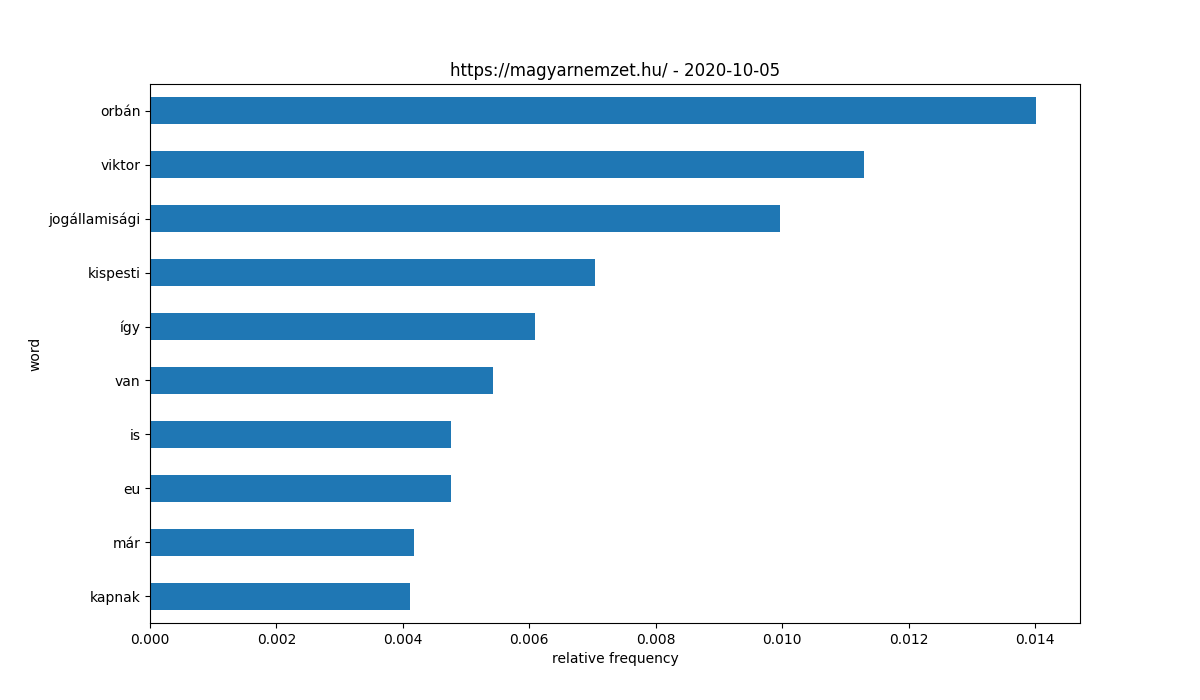 https://magyarnemzet.hu/ - 2020-10-05
orbán
viktor
jogállamisági
kispesti
így
van
is
eu
már
kapnak
word
0.000 0.002 0.004 0.006 0.008 0.010 0.012 0.014
relative frequency